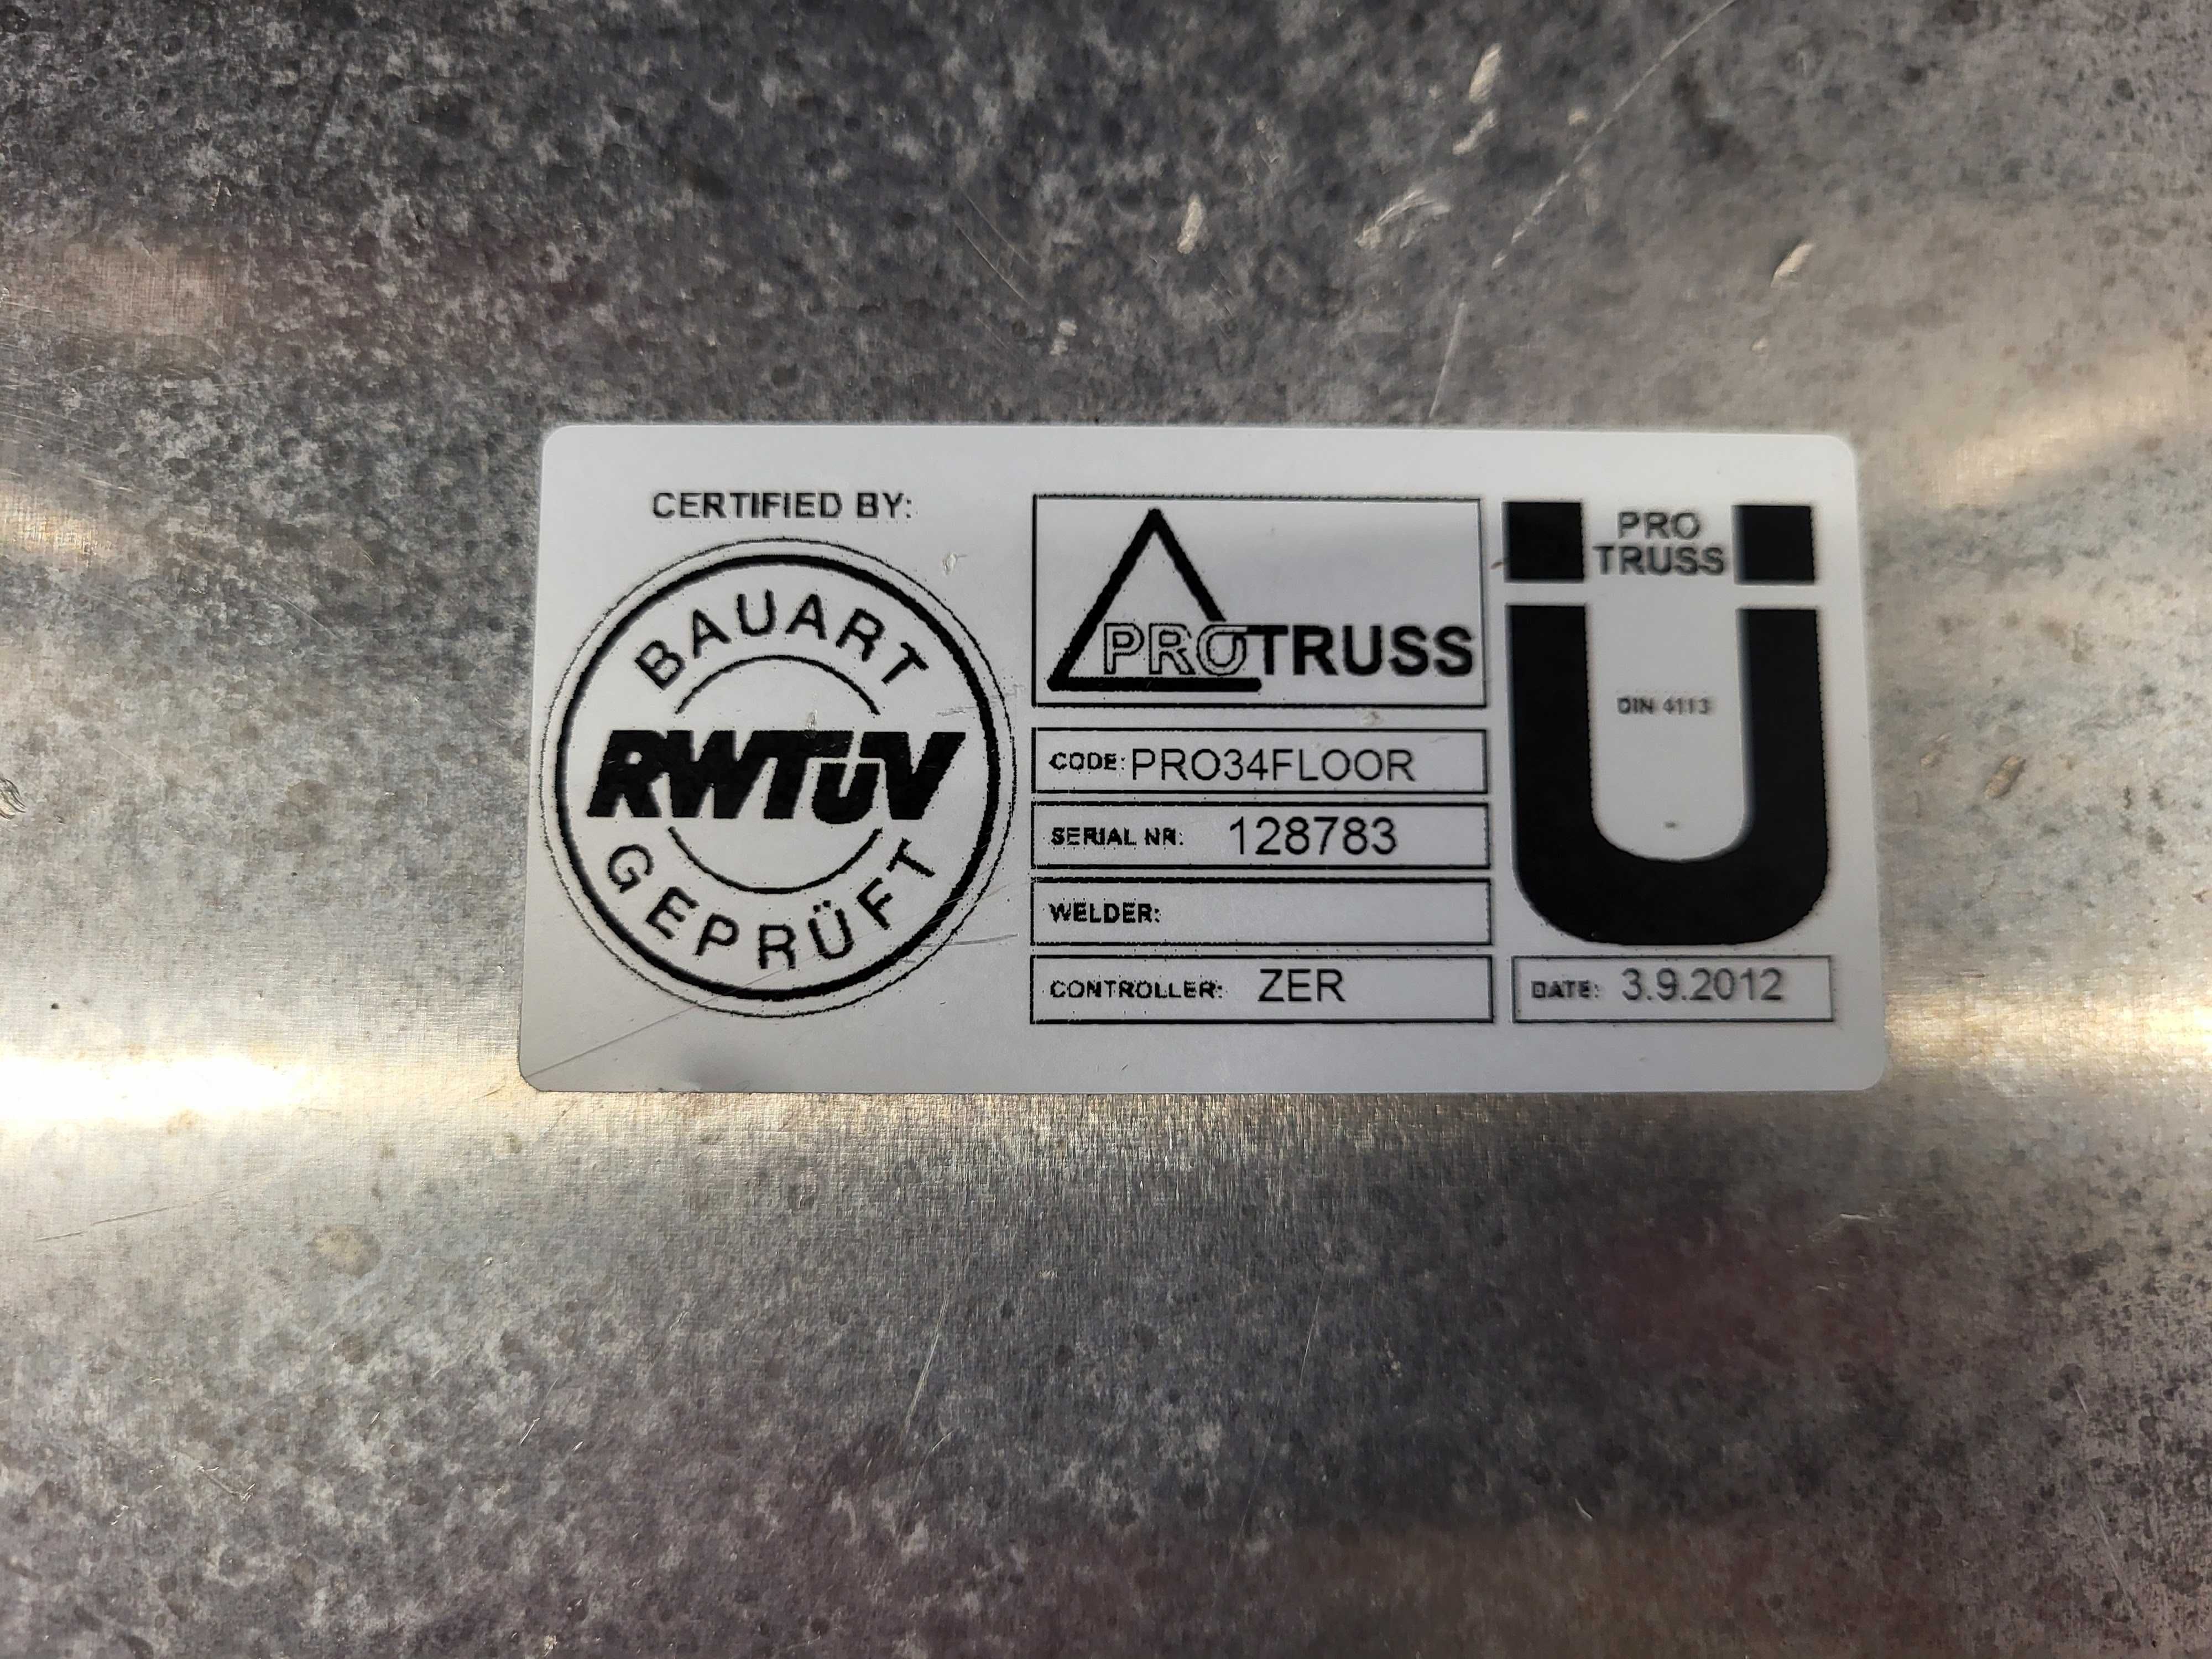 CERTIFIED BY:
BAUART
RWTüV
GEPRÜFT
PROTRUSS
CODE: PRO34FLOOR
SERIAL NR: 128783
WELDER:
CONTROLLER: ZER
PRO
TRUSS
Ü
DIN 4113
DATE: 3.9.2012